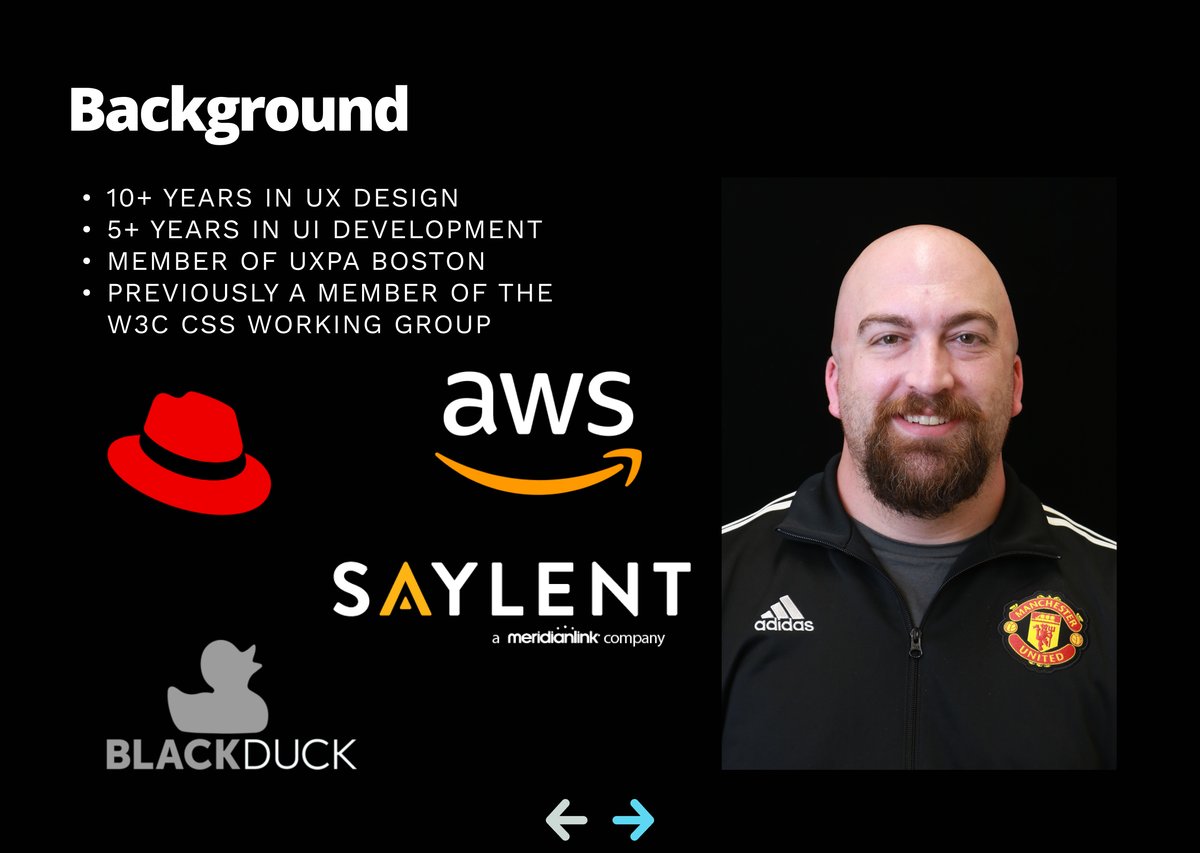 Background
• 10+ YEARS IN UX DESIGN
• 5+ YEARS IN UI DEVELOPMENT
• MEMBER OF UXPA BOSTON
• PREVIOUSLY A MEMBER OF THE
W3C CSS WORKING GROUP
aws
SAYLENT
a meridianlink company
BLACKDUCK
adidas
MANCHESTER
UNITED